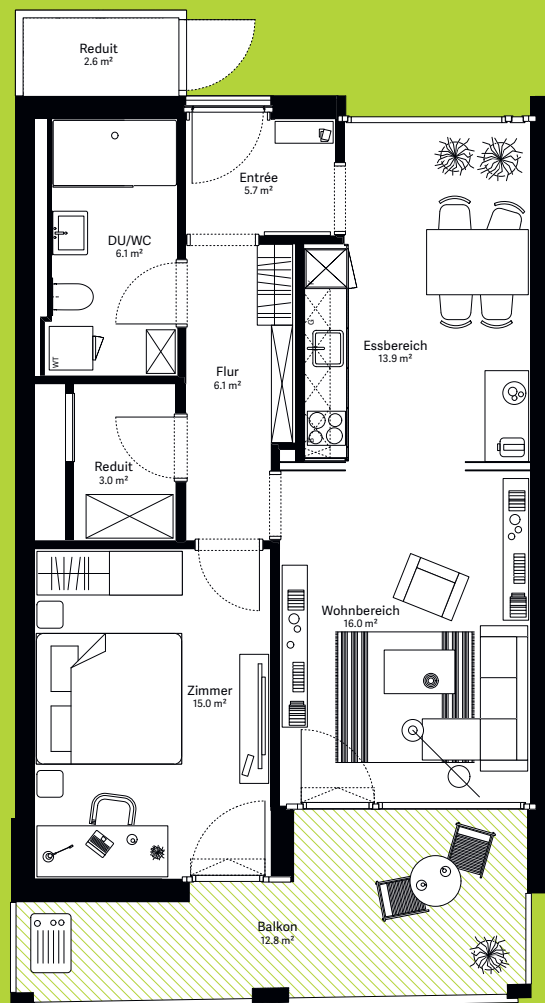 Reduit
2.6 m²
Entrée
5.7 m²
DU/WC
6.1 m²
WT
Essbereich
13.9 m²
Flur
6.1 m²
Reduit
3.0 m²
Wohnbereich
16.0 m²
Zimmer
15.0 m²
Balkon
12.8 m²